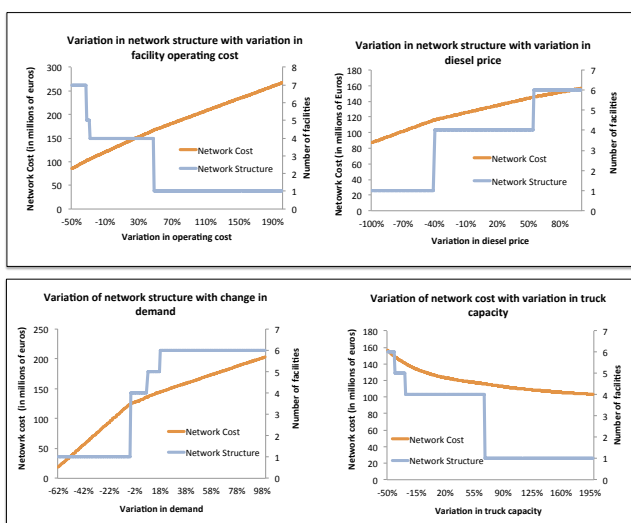 Variation in network structure with variation in
facility operating cost
Network Cost (in millions of euros)
300
250
200
150
100
50
0
8
7
6
5
4
3
2
1
0
Number of facilities
Network Cost
Network Structure
-50% 30% 50% 110% 150% 190%
Variation in operating cost
Variation in network structure with variation in
diesel price
Netowrk Cost (in millions of Euros)
180
160
140
120
100
80
60
40
20
0
7
6
5
4
3
2
1
0
Number of facilities
Network Cost
Network Structure
-100% -70% -40% -10% 20% 50% 80%
Variation in diesel price
Variation of network structure with change in
demand
Netowrk cost (in millions of euros)
250
200
150
100
50
0
7
6
5
4
3
2
1
0
Number of facilities
Network Cost
Network Structure
-62% -42% -22% -2% 18% 38% 58% 78% 98%
Variation in demand
Variation of network cost with variation in truck
capacity
Netowrk cost (in millions of euros)
180
160
140
120
100
80
60
40
20
0
7
6
5
4
3
2
1
0
Number of facilities
Network Cost
Network Structure
-50% -15% 20% 55% 90% 125% 160% 195%
Variation in truck capacity